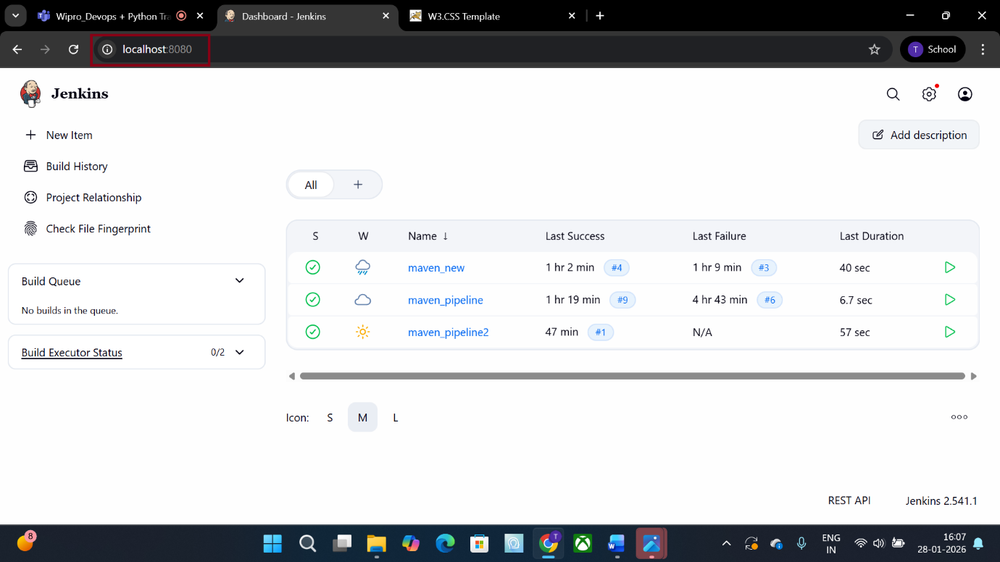 Wipro_Devops + Python Tra
Dashboard - Jenkins
W3.CSS Template
localhost:8080
T School
Jenkins
New Item
Add description
Build History
All
Project Relationship
Check File Fingerprint
S W Name ↓ Last Success Last Failure Last Duration
maven_new 1 hr 2 min #4 1 hr 9 min #3 40 sec
Build Queue
maven_pipeline 1 hr 19 min #9 4 hr 43 min #6 6.7 sec
No builds in the queue.
maven_pipeline2 47 min #1 N/A 57 sec
Build Executor Status 0/2
Icon: S M L
REST API Jenkins 2.541.1
8
T
ENG
IN
16:07
28-01-2026